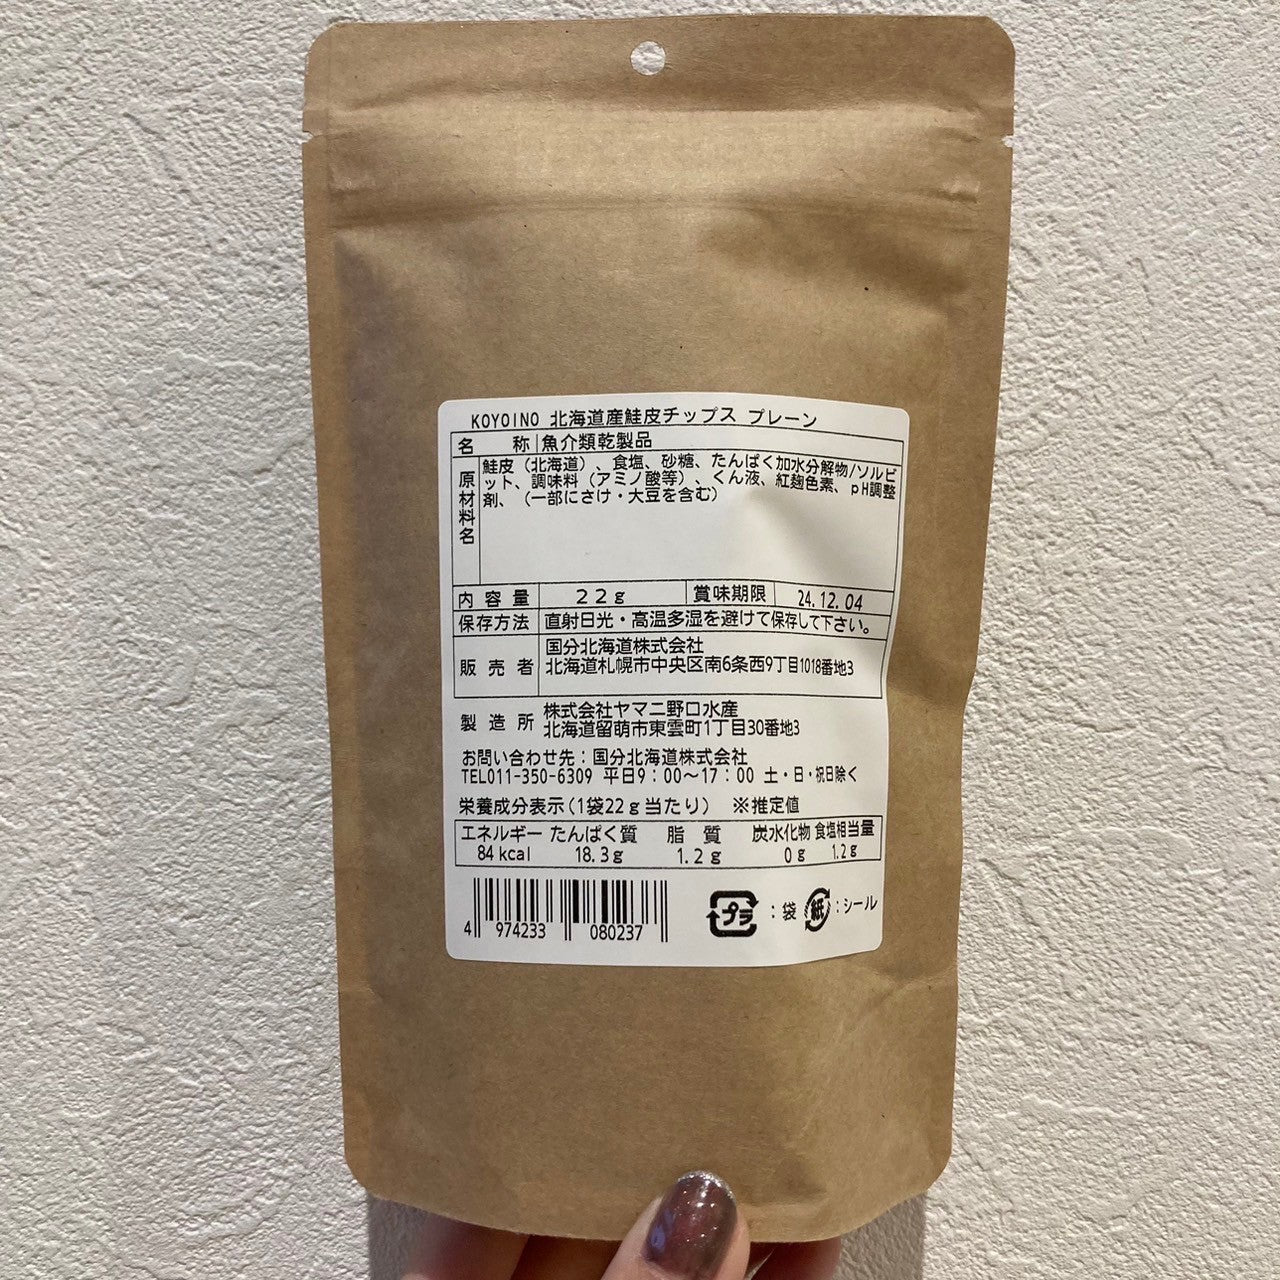 KOYOINO 北海道産鮭皮チップス プレーン
名称 魚介類乾製品
原材料名 鮭皮（北海道）、食塩、砂糖、たんぱく加水分解物/ソルビ
ット、調味料（アミノ酸等）、くん液、紅麹色素、pH調整
剤、（一部にさけ・大豆を含む）
内容量 22g 賞味期限 24.12.04
保存方法 直射日光・高温多湿を避けて保存して下さい。
販売者 国分北海道株式会社
北海道札幌市中央区南6条西9丁目1018番地3
製造所 株式会社ヤマニ野口水産
北海道留萌市東雲町1丁目30番地3
お問い合わせ先：国分北海道株式会社
TEL011-350-6309 平日9：00～17：00 土・日・祝日除く
栄養成分表示（1袋22g当たり） ※推定値
エネルギー たんぱく質 脂質 炭水化物 食塩相当量
84kcal 18.3g 1.2g 0g 1.2g
プラ：袋 紙：シール
4 974233 080237